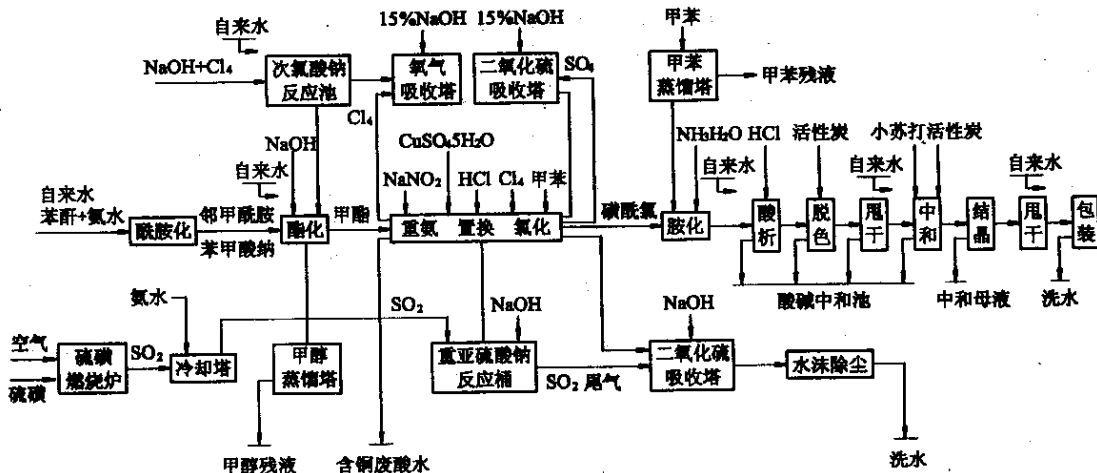 15%NaOH 15%NaOH
甲苯
自来水
NaOH+Cl₄
次氯酸钠
反应池
氧气
吸收塔
二氧化硫
吸收塔
SO₄
甲苯
蒸馏塔
甲苯残液
Cl₄
NaOH
CuSO₄5H₂O
NH₃H₂O HCl 活性炭 小苏打活性炭
自来水
NaNO₂ HCl Cl₄ 甲苯
自来水
自来水
自来水
自来水
苯酐+氨水
酰胺化
邻甲酰胺
苯甲酸纳
酯化
甲酯
重氨 置换 氧化
磺酰氯
胺化
酸析
脱色
甩干
中和
结晶
甩干
包装
酸碱中和池
中和母液
洗水
氨水
SO₂
NaOH
NaOH
空气
硫磺
硫磺
燃烧炉
SO₂
冷却塔
甲醇
蒸馏塔
重亚硫酸钠
反应桶
SO₂ 尾气
二氧化硫
吸收塔
水沫除尘
甲醇残液
含铜废酸水
洗水